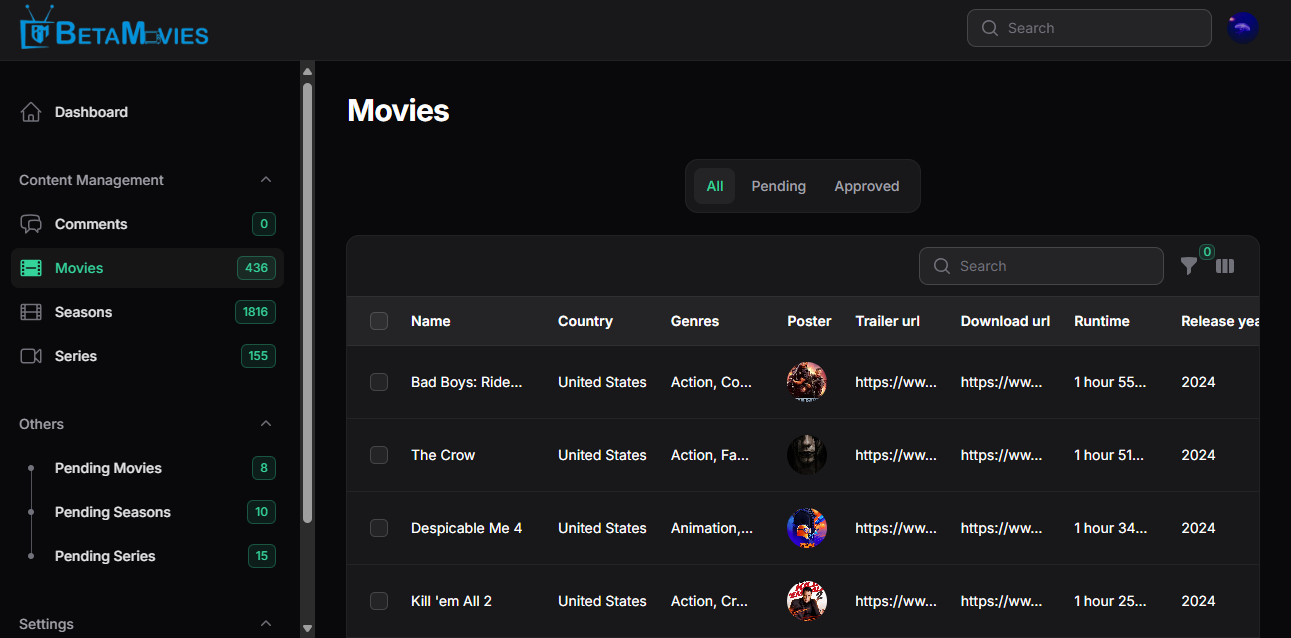 BETAMOVIES
Search
Dashboard
Content Management
Comments 0
Movies 436
Seasons 1816
Series 155
Others
Pending Movies 8
Pending Seasons 10
Pending Series 15
Settings
Movies
All Pending Approved
Search 0
Name Country Genres Poster Trailer url Download url Runtime Release yea
Bad Boys: Ride... United States Action, Co... https://ww... https://ww... 1 hour 55... 2024
The Crow United States Action, Fa... https://ww... https://ww... 1 hour 51... 2024
Despicable Me 4 United States Animation,... https://ww... https://ww... 1 hour 34... 2024
Kill 'em All 2 United States Action, Cr... https://ww... https://ww... 1 hour 25... 2024